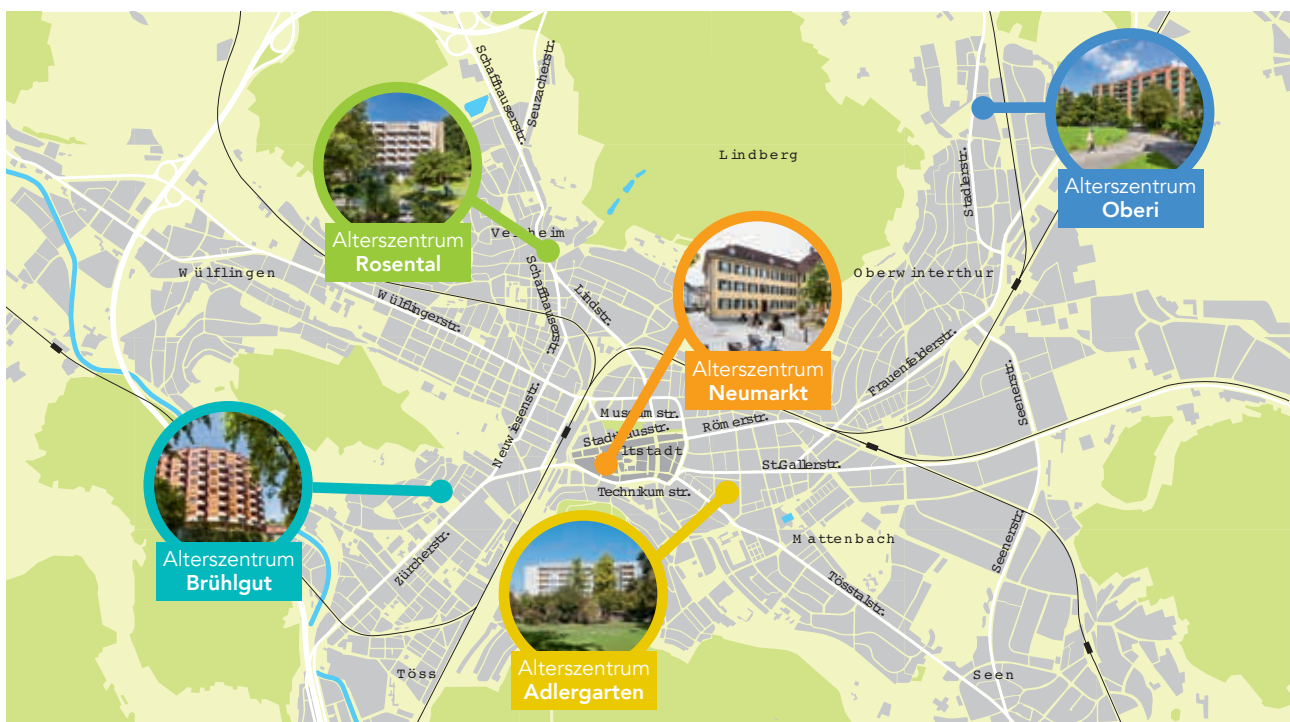 Schaffhauserstr.
Seuzacherstr.
Lindberg
Stadlerstr.
Alterszentrum
Oberi
Alterszentrum
Rosental
Wülflingen
Oberwinterthur
Schaffhauserstr.
Lindstr.
Wülflingerstr.
Alterszentrum
Neumarkt
Frauenfelderstr.
Seenerstr.
Neuwiesenstr.
Museumstr.
Stadthausstr.
Römerstr.
St.Gallerstr.
Technikumstr.
Alterszentrum
Brühlgut
Zürcherstr.
Mattenbach
Seenerstr.
Tösstalstr.
Töss
Alterszentrum
Adlergarten
Seen